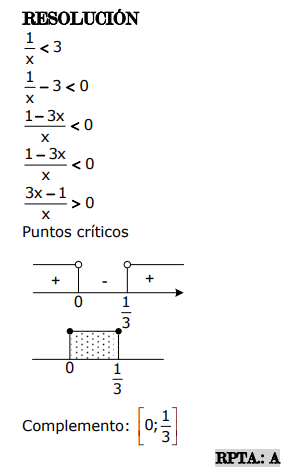 RESOLUCIÓN
1/x < 3
1/x − 3 < 0
(1 − 3x)/x < 0
(1 − 3x)/x < 0
(3x − 1)/x > 0
Puntos críticos
+ - +
0 1/3
0 1/3
Complemento: [0; 1/3]
RPTA.: A